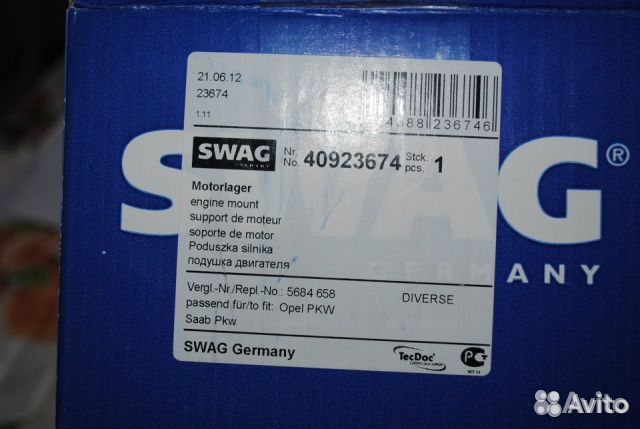 21.06.12
23674
1.11
4388 236746
SWAG
GERMANY
Nr.
No. 40923674 Stck.
pcs. 1
Motorlager
engine mount
support de moteur
soporte de motor
Poduszka silnika
подушка двигателя
Vergl.-Nr./Repl.-No.: 5684 658
DIVERSE
passend für/to fit: Opel PKW
Saab Pkw
SWAG Germany
TecDoc
SWAG®
GERMANY
Avito